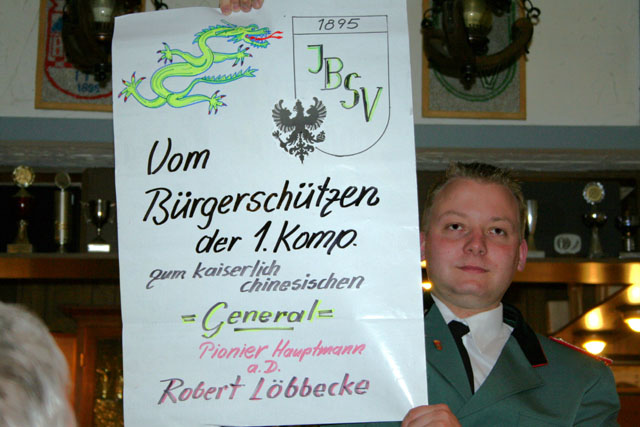 1895
JBSV
Vom
Bürgerschützen
der 1. Komp.
zum kaiserlich
chinesischen
=General=
Pionier Hauptmann
a.D.
Robert Löbbecke